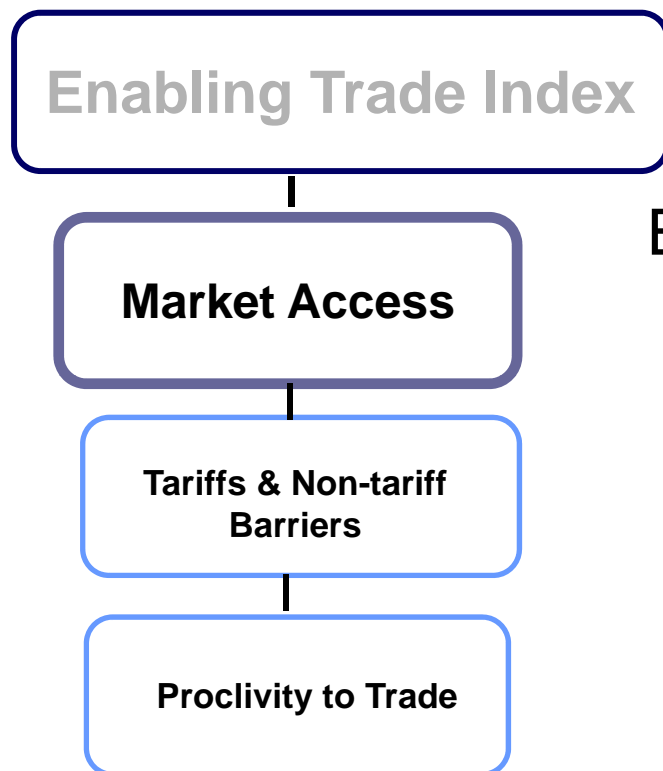 Enabling Trade Index
Market Access
Tariffs & Non-tariff
Barriers
Proclivity to Trade